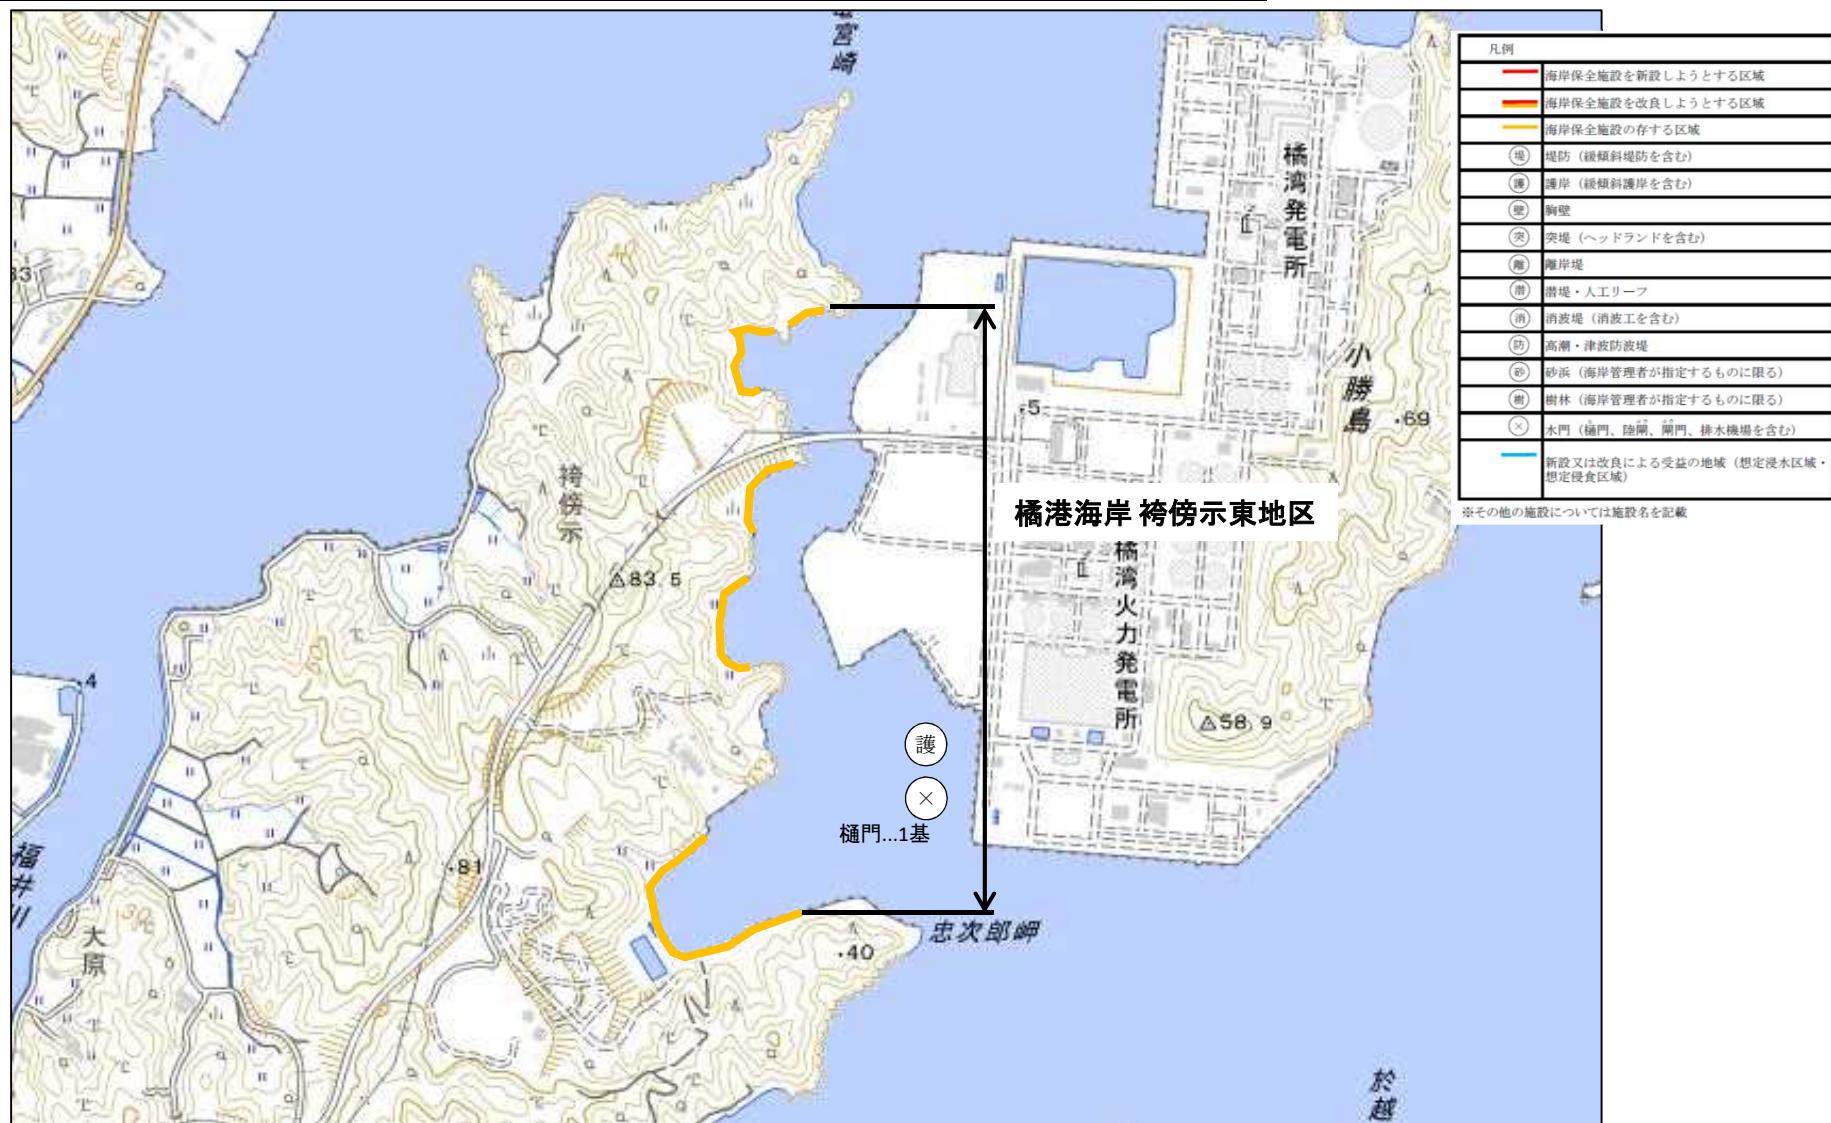 宮崎
凡例
海岸保全施設を新設しようとする区域
海岸保全施設を改良しようとする区域
海岸保全施設の存する区域
堤 堤防（緩傾斜堤防を含む）
護 護岸（緩傾斜護岸を含む）
壁 胸壁
突 突堤（ヘッドランドを含む）
離 離岸堤
潜 潜堤・人工リーフ
消 消波堤（消波工を含む）
防 高潮・津波防波堤
砂 砂浜（海岸管理者が指定するものに限る）
樹 樹林（海岸管理者が指定するものに限る）
× 水門（樋門、陸閘、閘門、排水機場を含む）
新設又は改良による受益の地域（想定浸水区域・
想定侵食区域）
※その他の施設については施設名を記載
橘湾発電所
小勝島
・69
・5
33
袴傍示
橘港海岸 袴傍示東地区
橘湾火力発電所
△83.5
・4
△58.9
護
×
樋門…1基
福井川
・81
大原
忠次郎岬
・40
於越